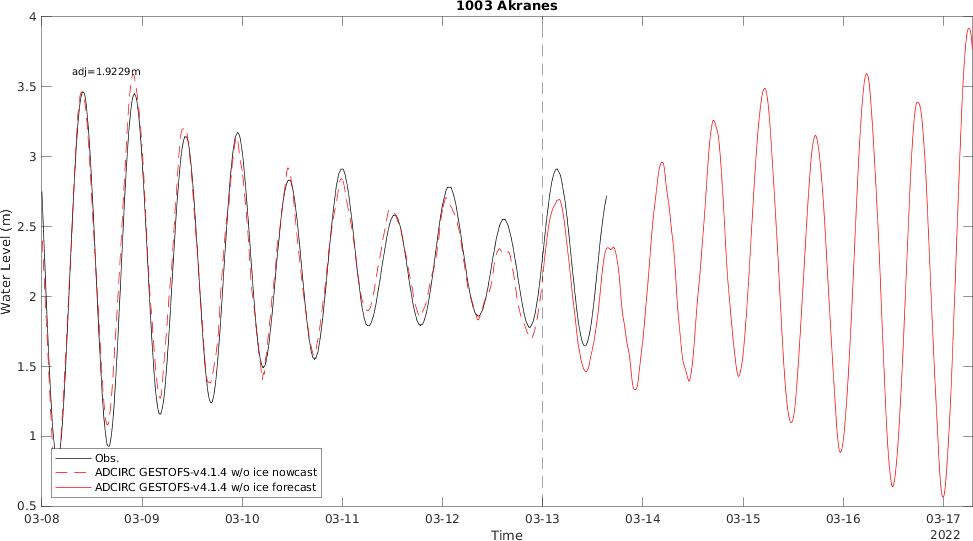 1003 Akranes
4
adj=1.9229m
3.5
3
2.5
Water Level (m)
2
1.5
1
0.5
Obs.
ADCIRC GESTOFS-v4.1.4 w/o ice nowcast
ADCIRC GESTOFS-v4.1.4 w/o ice forecast
03-08 03-09 03-10 03-11 03-12 03-13 03-14 03-15 03-16 03-17
Time 2022